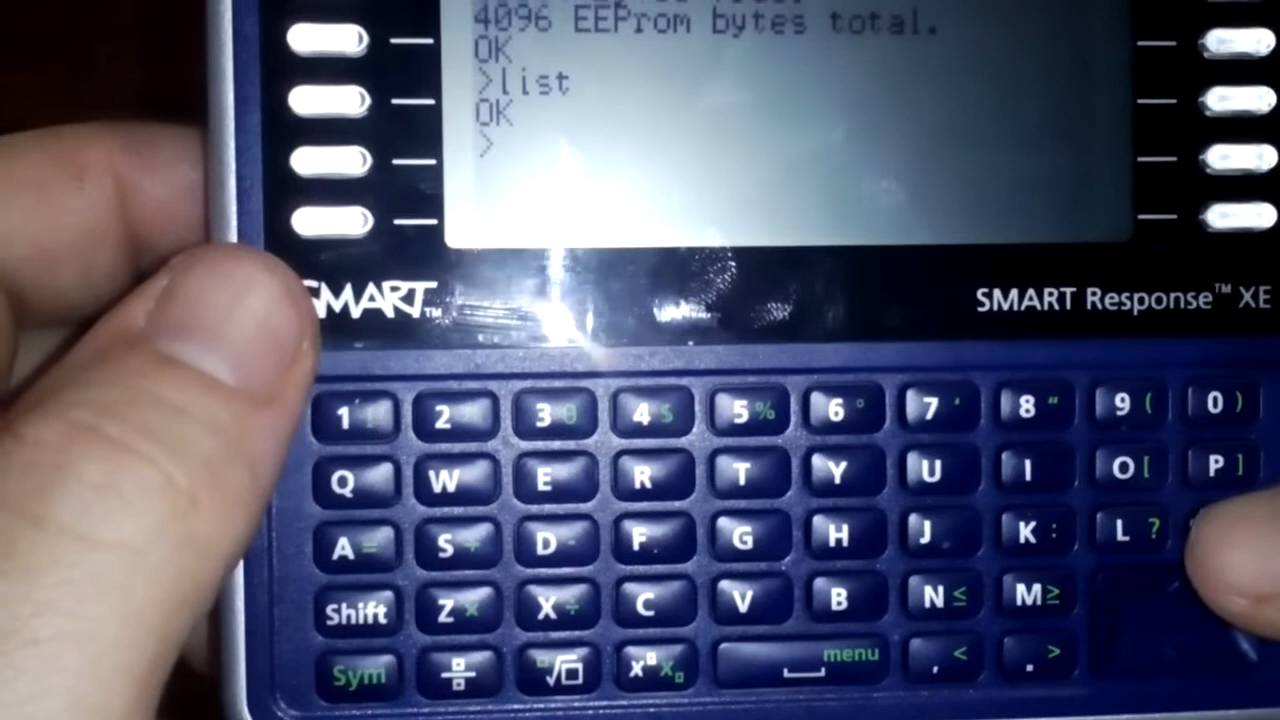 4096 EEProm bytes total.
OK
>list
OK
>
SMART™
SMART Response™ XE
1 2 3 4 $ 5 % 6 ° 7 ' 8 " 9 ( 0 )
Q W E R T Y U I O [ P ]
A = S D - F G H J K : L ?
Shift Z × X ÷ C V B N ≤ M ≥
Sym √ x x menu , < . >